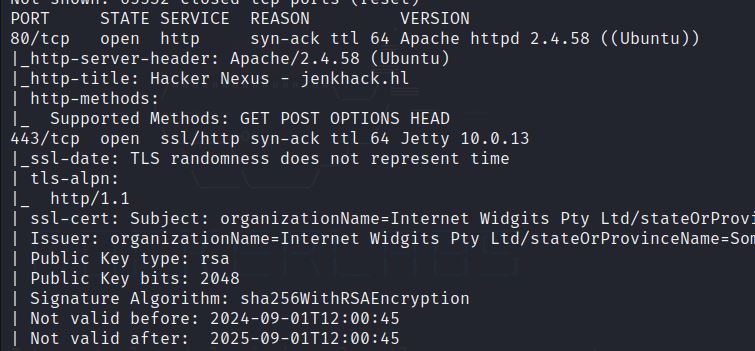 Not shown: 65532 closed tcp ports (reset)
PORT STATE SERVICE REASON VERSION
80/tcp open http syn-ack ttl 64 Apache httpd 2.4.58 ((Ubuntu))
|_http-server-header: Apache/2.4.58 (Ubuntu)
|_http-title: Hacker Nexus - jenkhack.hl
| http-methods:
|_ Supported Methods: GET POST OPTIONS HEAD
443/tcp open ssl/http syn-ack ttl 64 Jetty 10.0.13
|_ssl-date: TLS randomness does not represent time
| tls-alpn:
|_ http/1.1
| ssl-cert: Subject: organizationName=Internet Widgits Pty Ltd/stateOrProvi
| Issuer: organizationName=Internet Widgits Pty Ltd/stateOrProvinceName=Som
| Public Key type: rsa
| Public Key bits: 2048
| Signature Algorithm: sha256WithRSAEncryption
| Not valid before: 2024-09-01T12:00:45
| Not valid after: 2025-09-01T12:00:45